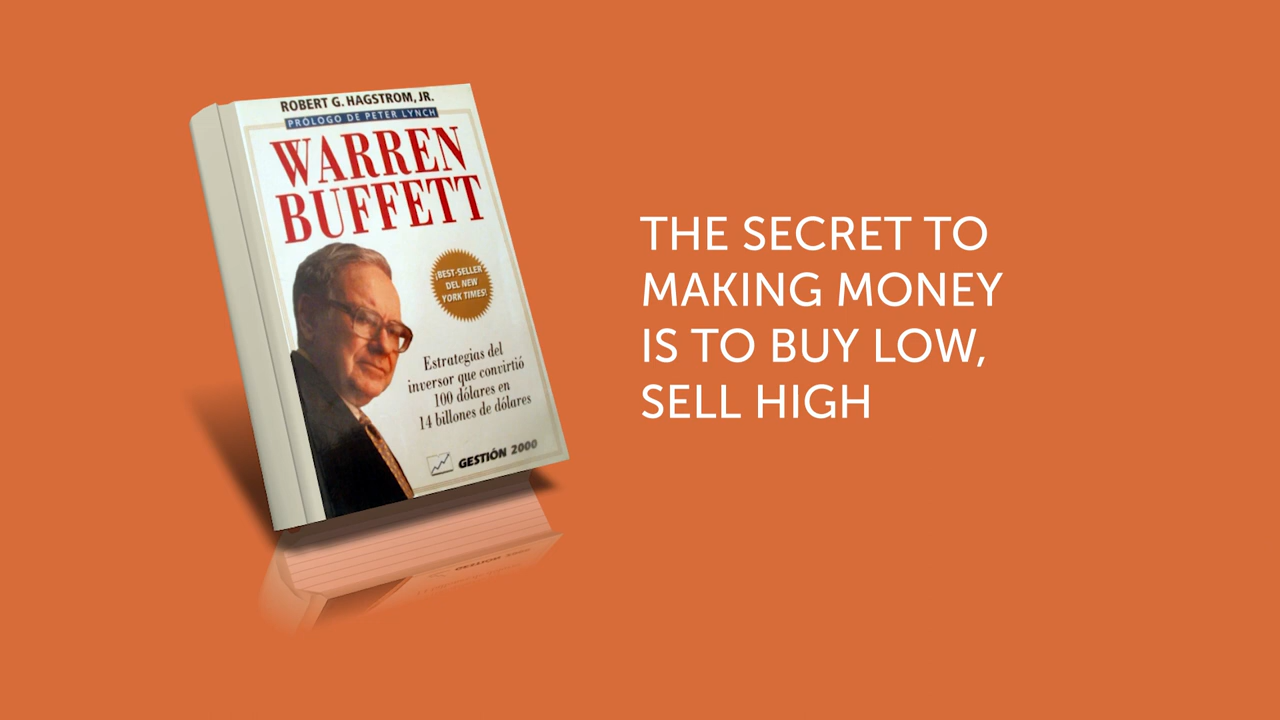 ROBERT G. HAGSTROM, JR.
PRÓLOGO DE PETER LYNCH
WARREN
BUFFETT
¡BEST-SELLER
DEL NEW
YORK TIMES!
Estrategias del
inversor que convirtió
100 dólares en
14 billones de dólares
GESTIÓN 2000
THE SECRET TO
MAKING MONEY
IS TO BUY LOW,
SELL HIGH